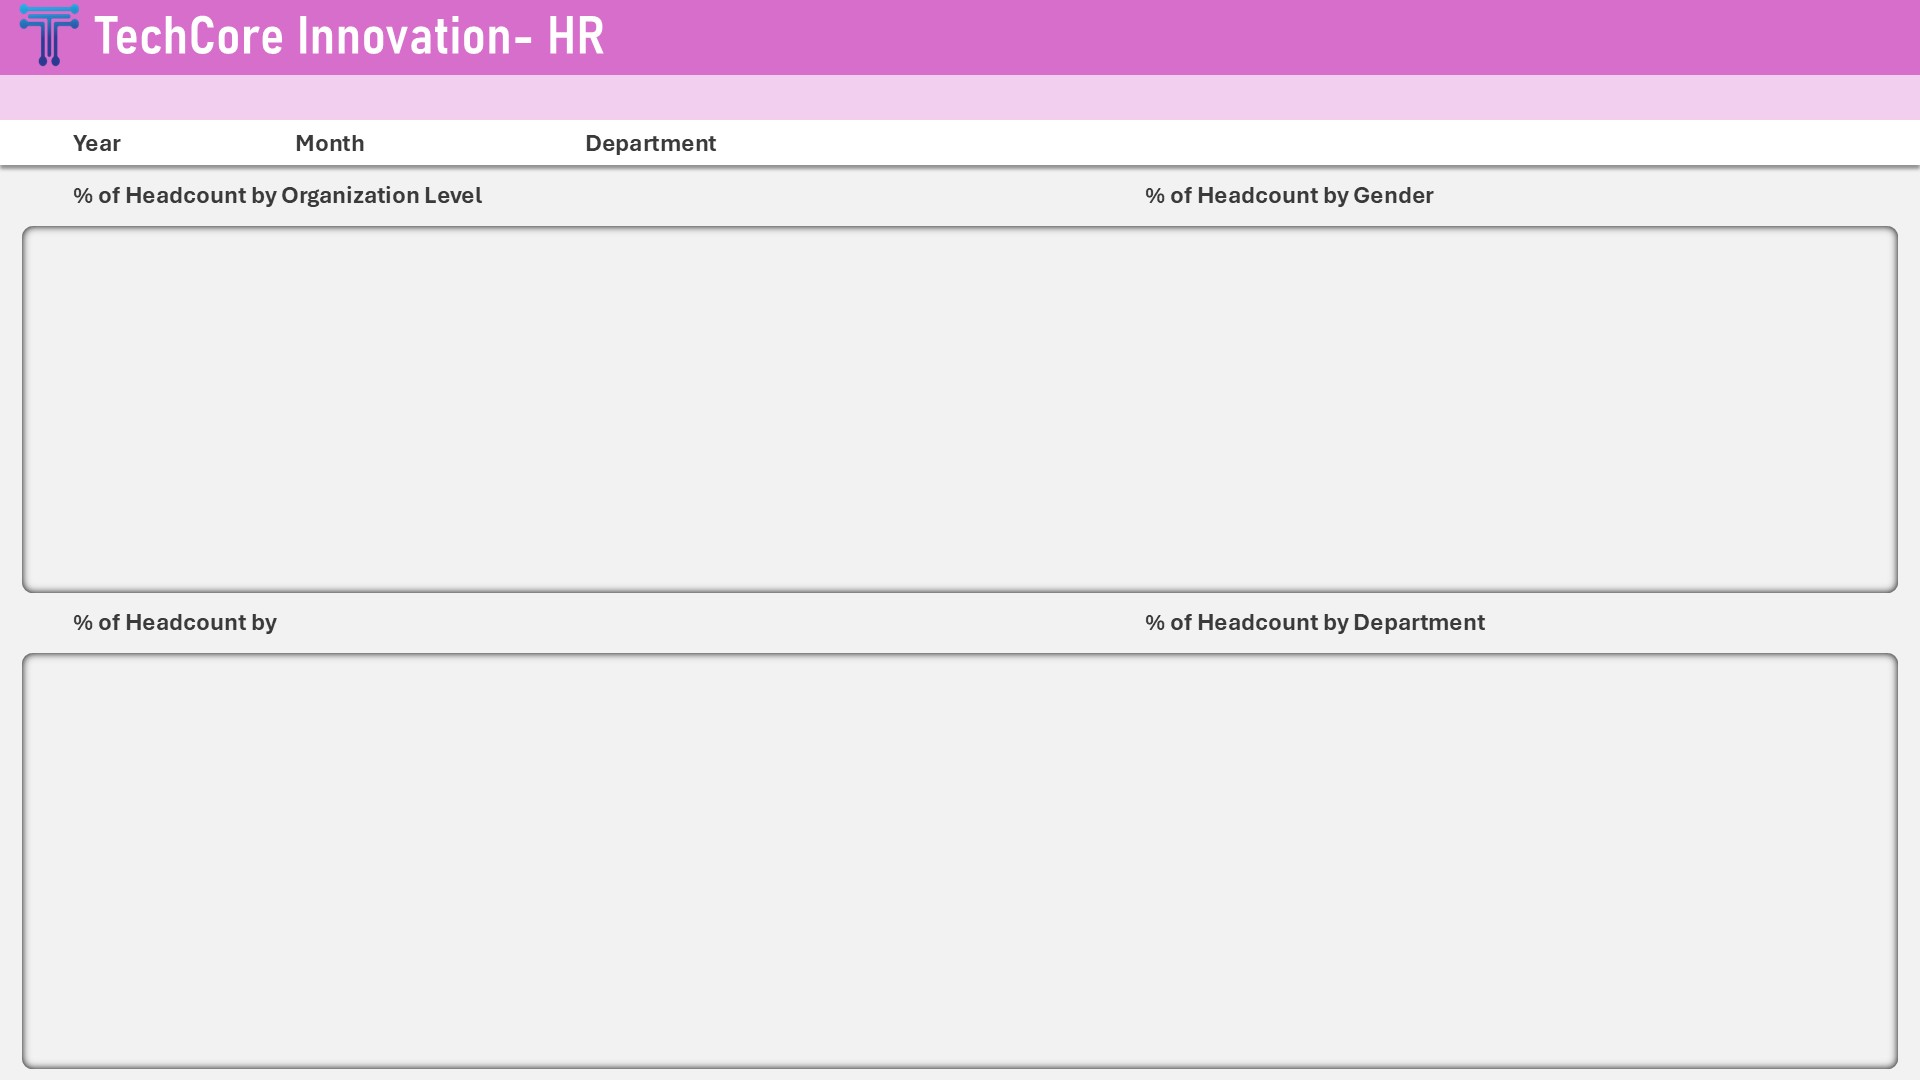 TechCore Innovation- HR
Year Month Department
% of Headcount by Organization Level % of Headcount by Gender
% of Headcount by % of Headcount by Department